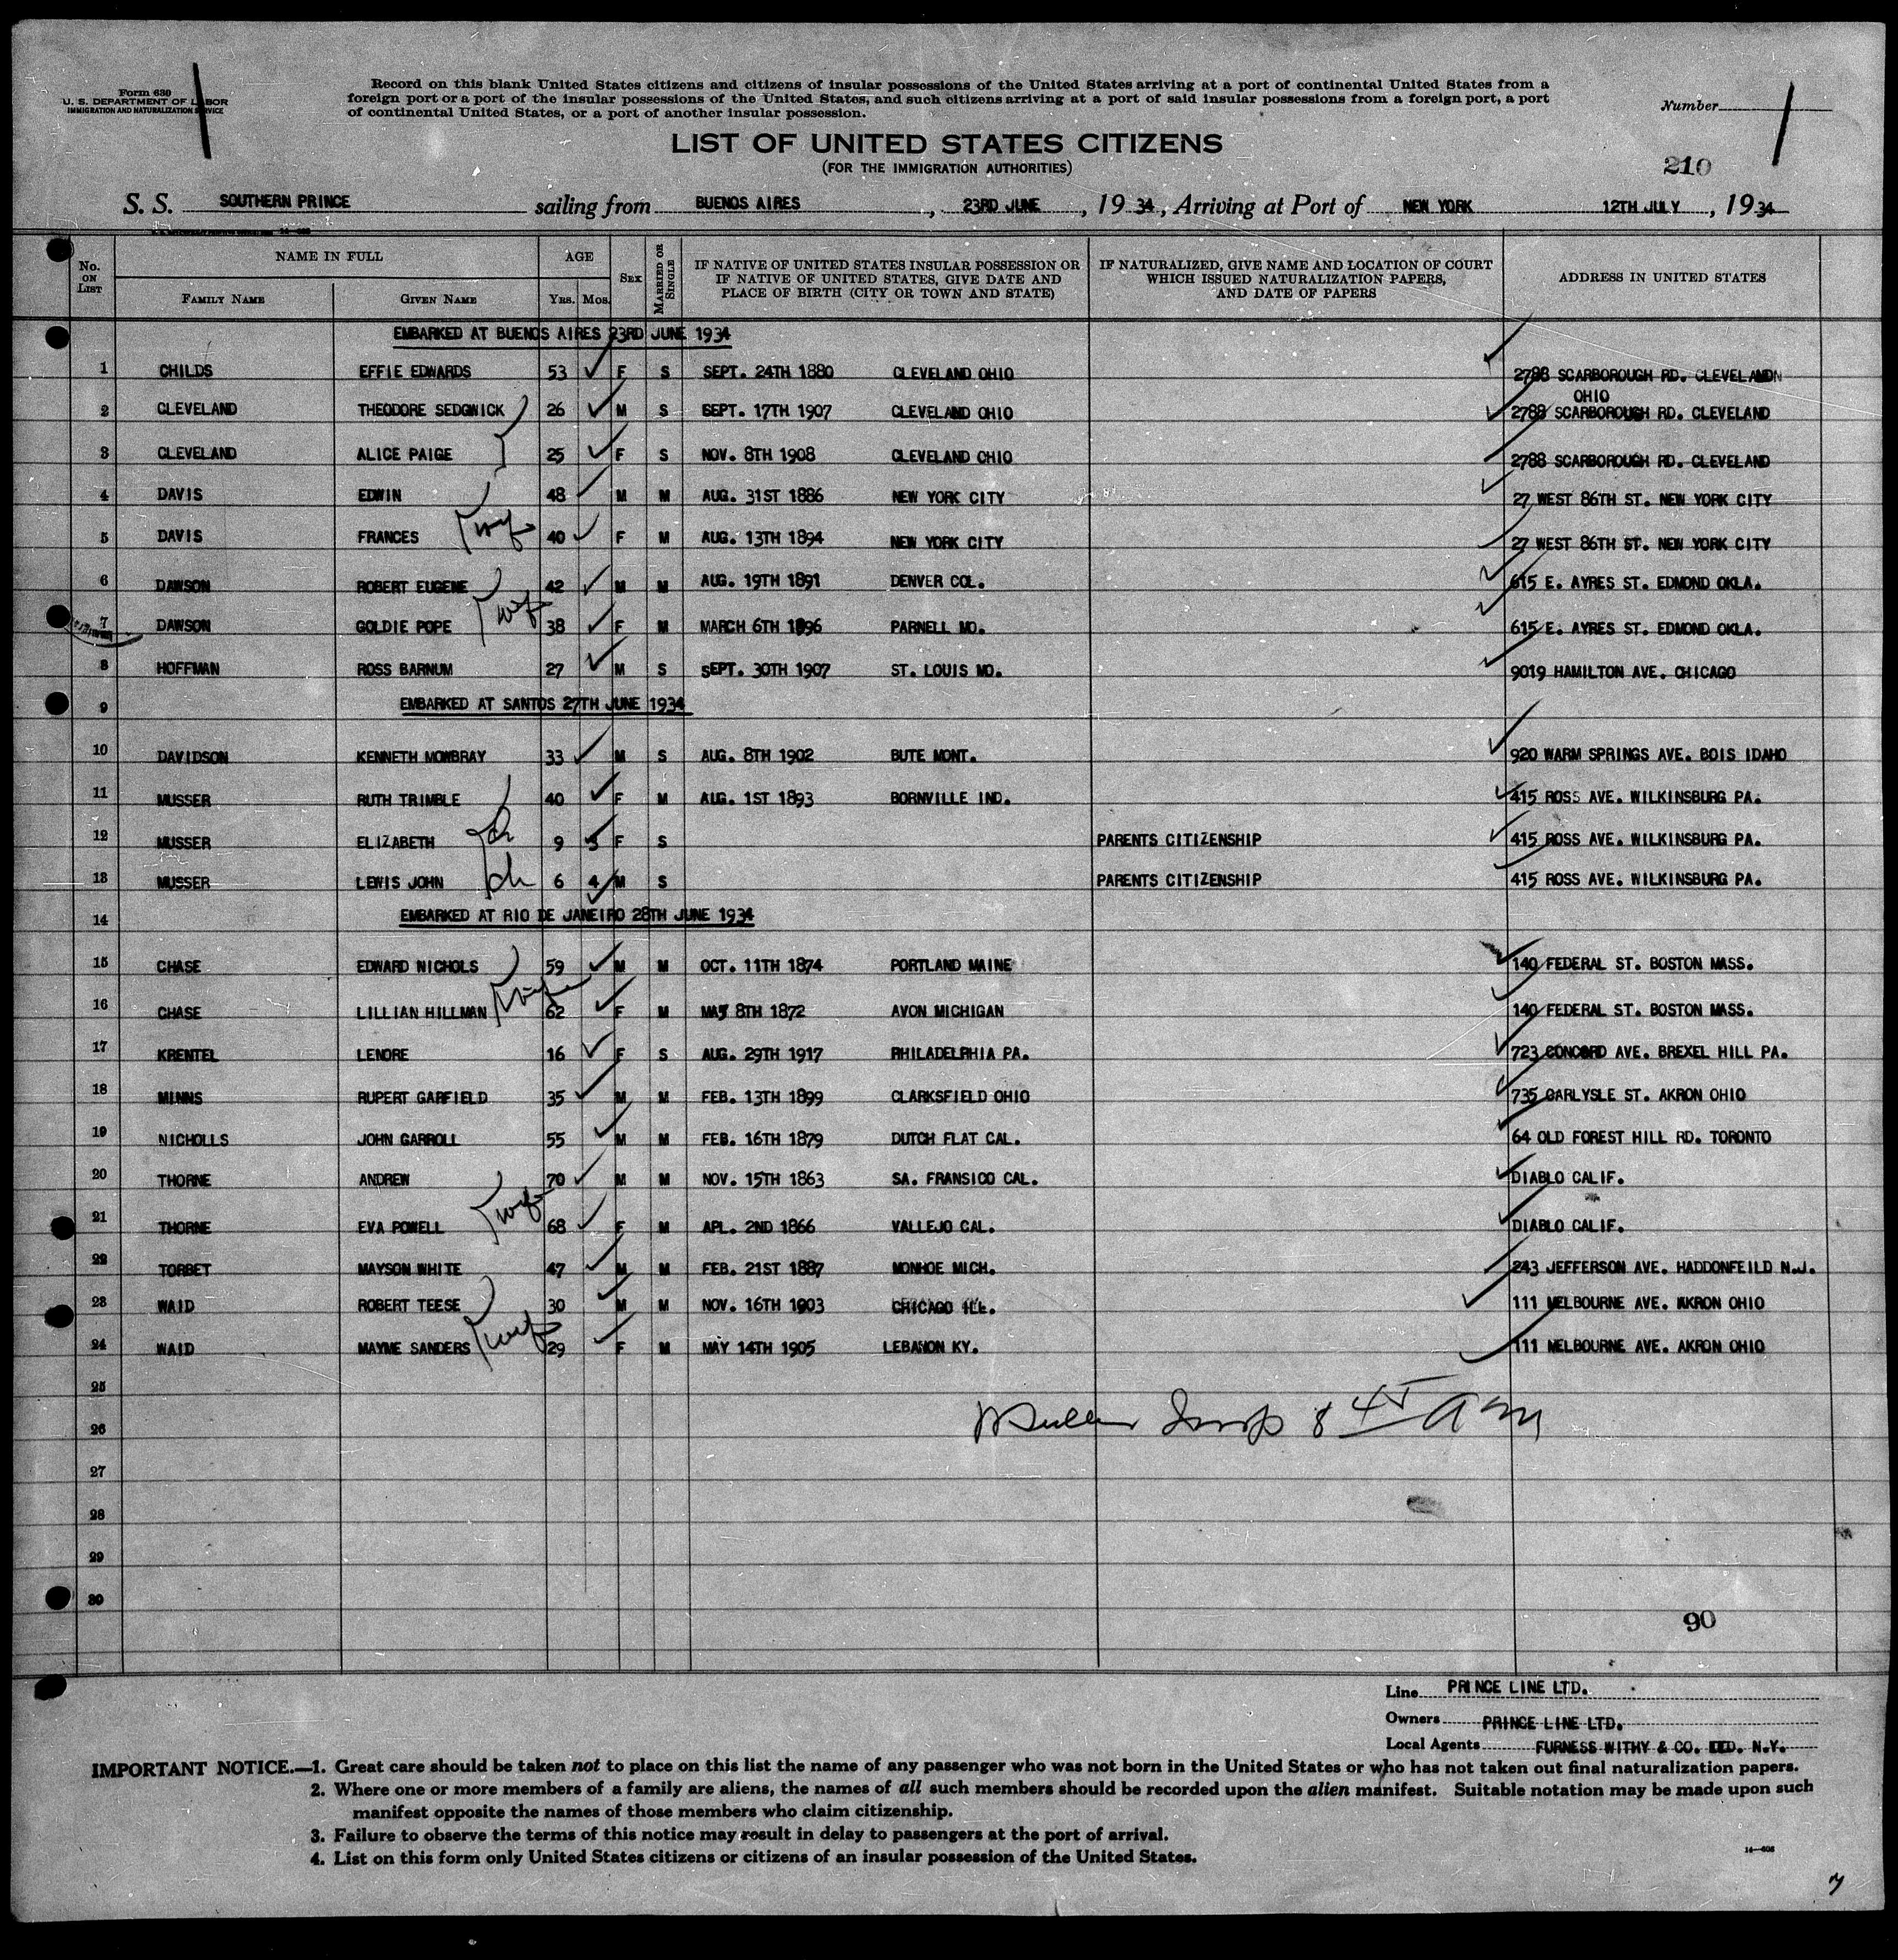 Form 630
U. S. DEPARTMENT OF LABOR
IMMIGRATION AND NATURALIZATION SERVICE
Record on this blank United States citizens and citizens of insular possessions of the United States arriving at a port of continental United States from a
foreign port or a port of the insular possessions of the United States, and such citizens arriving at a port of said insular possessions from a foreign port, a port
of continental United States, or a port of another insular possession.
Number
LIST OF UNITED STATES CITIZENS
(FOR THE IMMIGRATION AUTHORITIES)
210
S. S. SOUTHERN PRINCE sailing from BUENOS AIRES, 23RD JUNE, 19 34, Arriving at Port of NEW YORK 12TH JULY, 19 34
No. ON LIST NAME IN FULL AGE SEX MARRIED OR SINGLE IF NATIVE OF UNITED STATES INSULAR POSSESSION OR IF NATIVE OF UNITED STATES, GIVE DATE AND PLACE OF BIRTH (CITY OR TOWN AND STATE) IF NATURALIZED, GIVE NAME AND LOCATION OF COURT WHICH ISSUED NATURALIZATION PAPERS, AND DATE OF PAPERS ADDRESS IN UNITED STATES
FAMILY NAME GIVEN NAME YRS. MOS.
EMBARKED AT BUENOS AIRES 23RD JUNE 1934
1 CHILDS EFFIE EDWARDS 53 F S SEPT. 24TH 1880 CLEVELAND OHIO 2788 SCARBOROUGH RD. CLEVELANDN
OHIO
2 CLEVELAND THEODORE SEDGWICK 26 M S SEPT. 17TH 1907 CLEVELAND OHIO 2788 SCARBOROUGH RD. CLEVELAND
3 CLEVELAND ALICE PAIGE 25 F S NOV. 8TH 1908 CLEVELAND OHIO 2788 SCARBOROUGH RD. CLEVELAND
4 DAVIS EDWIN 48 M M AUG. 31ST 1886 NEW YORK CITY 27 WEST 86TH ST. NEW YORK CITY
5 DAVIS FRANCES wf 40 F M AUG. 13TH 1894 NEW YORK CITY 27 WEST 86TH ST. NEW YORK CITY
6 DAWSON ROBERT EUGENE 42 M M AUG. 19TH 1891 DENVER COL. 615 E. AYRES ST. EDMOND OKLA.
7 DAWSON GOLDIE POPE wf 38 F M MARCH 6TH 1896 PARNELL MO. 615 E. AYRES ST. EDMOND OKLA.
8 HOFFMAN ROSS BARNUM 27 M S SEPT. 30TH 1907 ST. LOUIS MO. 9019 HAMILTON AVE. CHICAGO
9 EMBARKED AT SANTOS 27TH JUNE 1934
10 DAVIDSON KENNETH MOWBRAY 33 M S AUG. 8TH 1902 BUTE MONT. 920 WARM SPRINGS AVE. BOIS IDAHO
11 MUSSER RUTH TRIMBLE 40 F M AUG. 1ST 1893 BORNVILLE IND. 415 ROSS AVE. WILKINSBURG PA.
12 MUSSER ELIZABETH ch 9 5 F S PARENTS CITIZENSHIP 415 ROSS AVE. WILKINSBURG PA.
13 MUSSER LEWIS JOHN ch 6 4 M S PARENTS CITIZENSHIP 415 ROSS AVE. WILKINSBURG PA.
14 EMBARKED AT RIO DE JANEIRO 28TH JUNE 1934
15 CHASE EDWARD NICHOLS 59 M M OCT. 11TH 1874 PORTLAND MAINE 140 FEDERAL ST. BOSTON MASS.
16 CHASE LILLIAN HILLMAN 62 F M MAY 8TH 1872 AVON MICHIGAN 140 FEDERAL ST. BOSTON MASS.
17 KRENTEL LENORE 16 F S AUG. 29TH 1917 PHILADELPHIA PA. 723 CONCORD AVE. BREXEL HILL PA.
18 MINNS RUPERT GARFIELD 35 M M FEB. 13TH 1899 CLARKSFIELD OHIO 735 CARLYSLE ST. AKRON OHIO
19 NICHOLLS JOHN GARROLL 55 M M FEB. 16TH 1879 DUTCH FLAT CAL. 64 OLD FOREST HILL RD. TORONTO
20 THORNE ANDREW 70 M M NOV. 15TH 1863 SA. FRANSICO CAL. DIABLO CALIF.
21 THORNE EVA POWELL wf 68 F M APL. 2ND 1866 VALLEJO CAL. DIABLO CALIF.
22 TORBET MAYSON WHITE 47 M M FEB. 21ST 1887 MONHOE MICH. 243 JEFFERSON AVE. HADDONFEILD N.J.
23 WAID ROBERT TEESE 30 M M NOV. 16TH 1903 CHICAGO ILL. 111 MELBOURNE AVE. AKRON OHIO
24 WAID MAYME SANDERS wf 29 F M MAY 14TH 1905 LEBANON KY. 111 MELBOURNE AVE. AKRON OHIO
25
26 Insp 8 45 am
27
28
29
30
90
Line PRINCE LINE LTD.
Owners PRINCE LINE LTD.
Local Agents FURNESS WITHY & CO. LTD. N.Y.
IMPORTANT NOTICE.—1. Great care should be taken not to place on this list the name of any passenger who was not born in the United States or who has not taken out final naturalization papers.
2. Where one or more members of a family are aliens, the names of all such members should be recorded upon the alien manifest. Suitable notation may be made upon such
manifest opposite the names of those members who claim citizenship.
3. Failure to observe the terms of this notice may result in delay to passengers at the port of arrival.
4. List on this form only United States citizens or citizens of an insular possession of the United States.